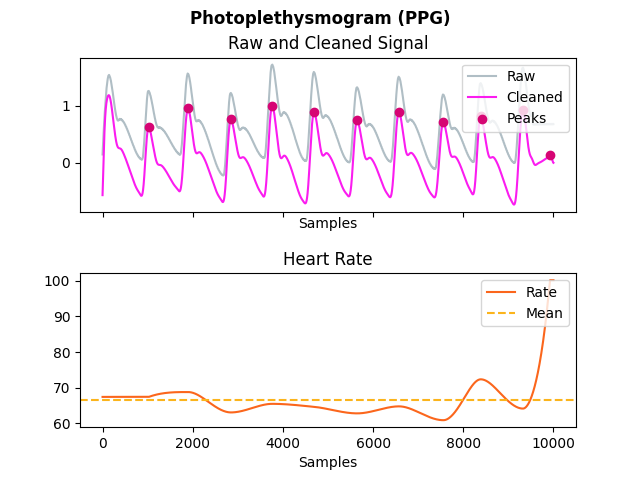 Photoplethysmogram (PPG)
Raw and Cleaned Signal
Raw
Cleaned
Peaks
1
0
Samples
Heart Rate
Rate
Mean
100
90
80
70
60
0 2000 4000 6000 8000 10000
Samples